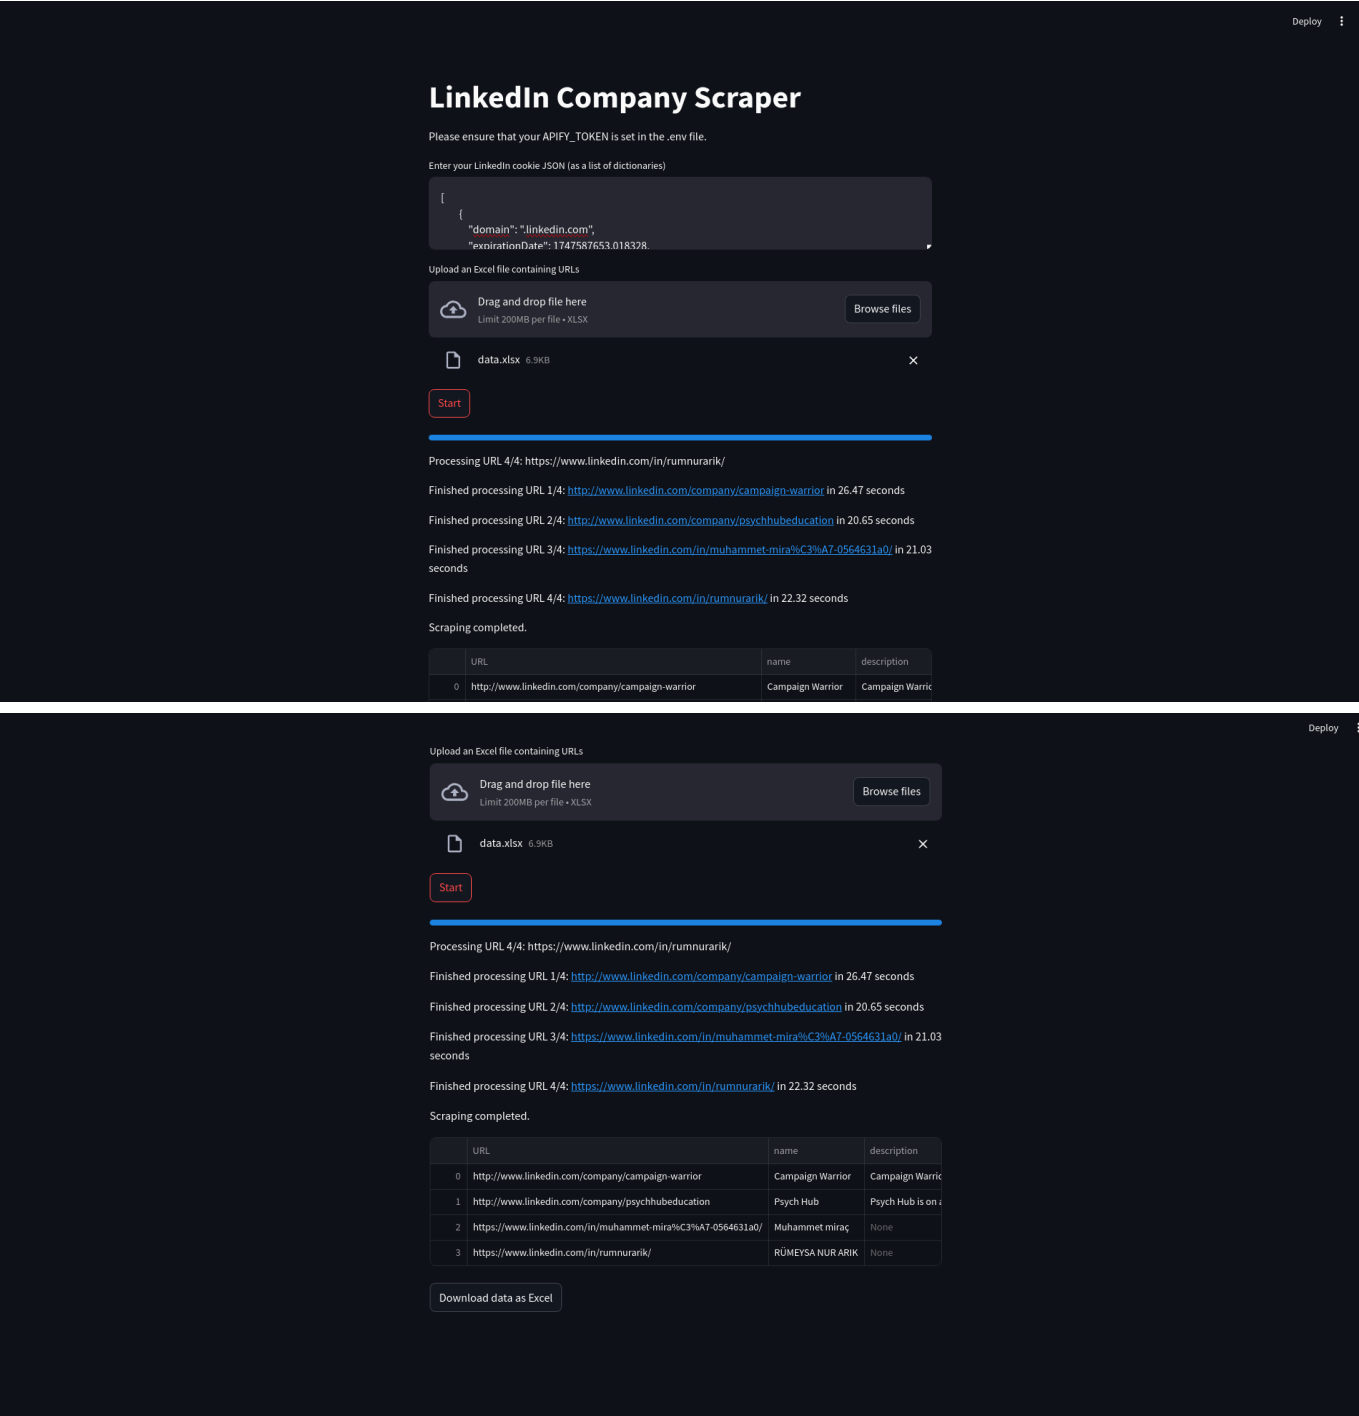 Deploy
LinkedIn Company Scraper
Please ensure that your APIFY_TOKEN is set in the .env file.
Enter your LinkedIn cookie JSON (as a list of dictionaries)
[
{
"domain": ".linkedin.com",
"expirationDate": 1747587653.018328,
Upload an Excel file containing URLs
Drag and drop file here
Limit 200MB per file • XLSX
Browse files
data.xlsx 6.9KB
Start
Processing URL 4/4: https://www.linkedin.com/in/rumnurarik/
Finished processing URL 1/4: http://www.linkedin.com/company/campaign-warrior in 26.47 seconds
Finished processing URL 2/4: http://www.linkedin.com/company/psychhubeducation in 20.65 seconds
Finished processing URL 3/4: https://www.linkedin.com/in/muhammet-mira%C3%A7-0564631a0/ in 21.03
seconds
Finished processing URL 4/4: https://www.linkedin.com/in/rumnurarik/ in 22.32 seconds
Scraping completed.
URL name description
0 http://www.linkedin.com/company/campaign-warrior Campaign Warrior Campaign Warric
Deploy
Upload an Excel file containing URLs
Drag and drop file here
Limit 200MB per file • XLSX
Browse files
data.xlsx 6.9KB
Start
Processing URL 4/4: https://www.linkedin.com/in/rumnurarik/
Finished processing URL 1/4: http://www.linkedin.com/company/campaign-warrior in 26.47 seconds
Finished processing URL 2/4: http://www.linkedin.com/company/psychhubeducation in 20.65 seconds
Finished processing URL 3/4: https://www.linkedin.com/in/muhammet-mira%C3%A7-0564631a0/ in 21.03
seconds
Finished processing URL 4/4: https://www.linkedin.com/in/rumnurarik/ in 22.32 seconds
Scraping completed.
URL name description
0 http://www.linkedin.com/company/campaign-warrior Campaign Warrior Campaign Warric
1 http://www.linkedin.com/company/psychhubeducation Psych Hub Psych Hub is on a
2 https://www.linkedin.com/in/muhammet-mira%C3%A7-0564631a0/ Muhammet miraç None
3 https://www.linkedin.com/in/rumnurarik/ RÜMEYSA NUR ARIK None
Download data as Excel